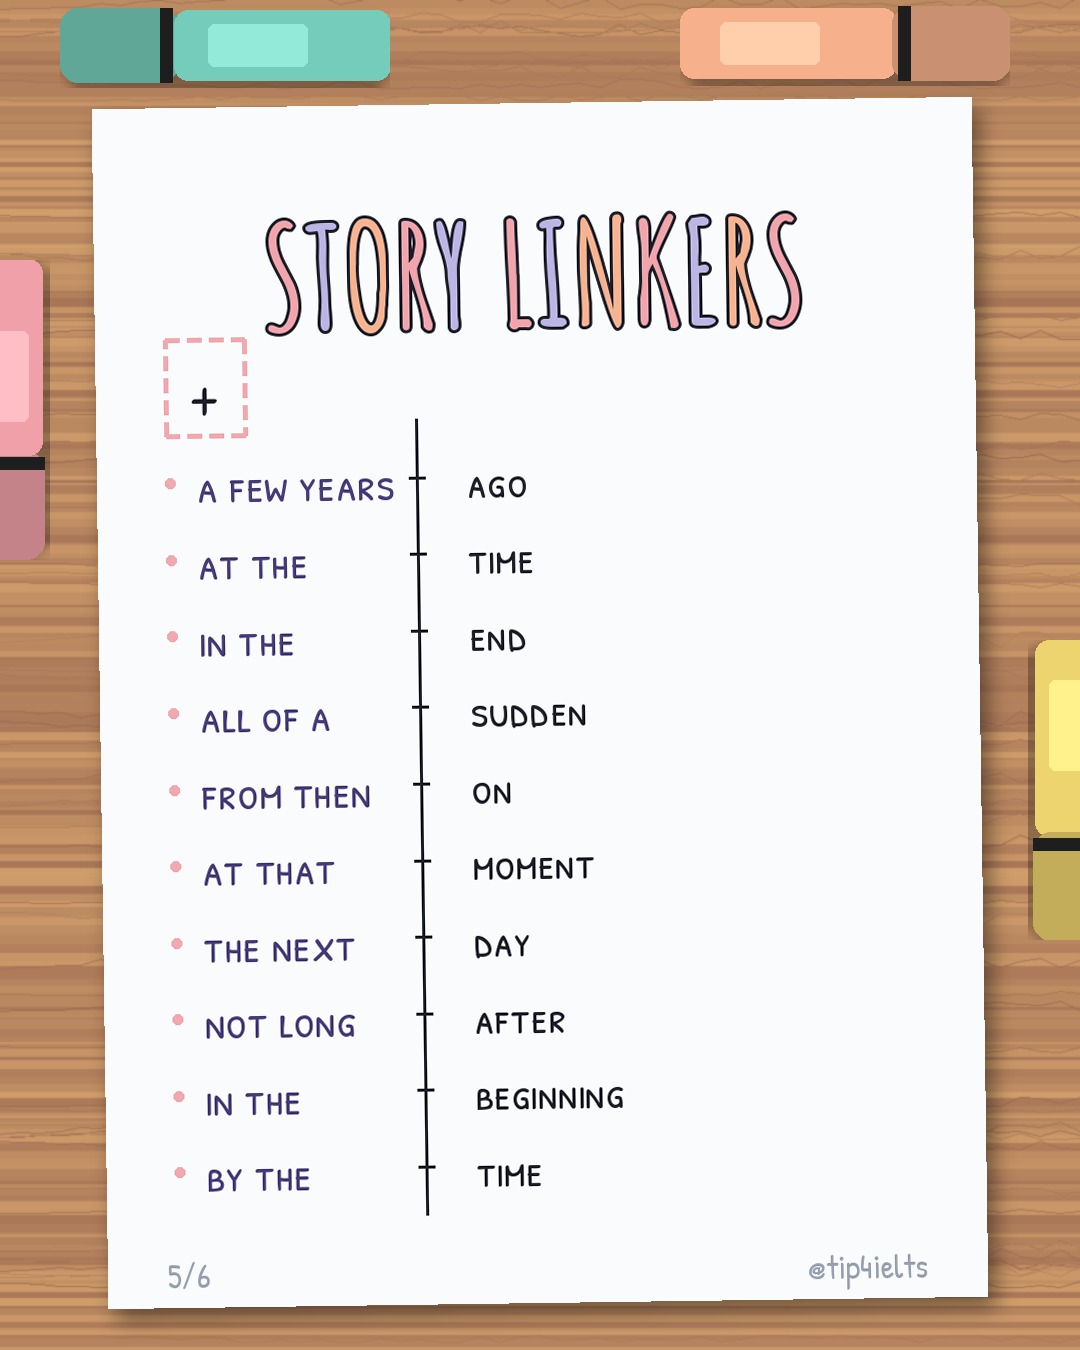 STORY LINKERS
+
A FEW YEARS AGO
AT THE TIME
IN THE END
ALL OF A SUDDEN
FROM THEN ON
AT THAT MOMENT
THE NEXT DAY
NOT LONG AFTER
IN THE BEGINNING
BY THE TIME
5/6 @tip4ielts